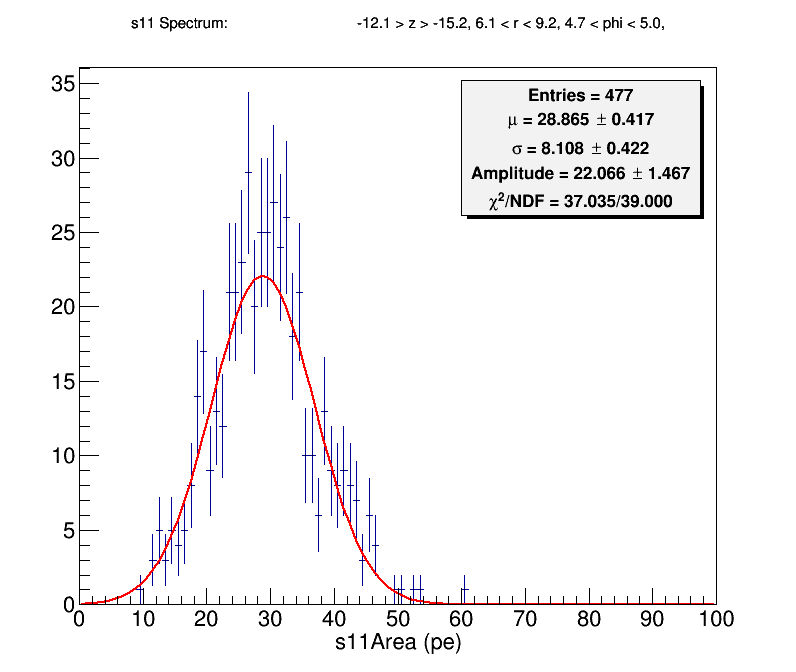 s11 Spectrum: -12.1 > z > -15.2, 6.1 < r < 9.2, 4.7 < phi < 5.0,
Entries = 477
μ = 28.865 ± 0.417
σ = 8.108 ± 0.422
Amplitude = 22.066 ± 1.467
χ²/NDF = 37.035/39.000
35
30
25
20
15
10
5
0
0 10 20 30 40 50 60 70 80 90 100
s11Area (pe)